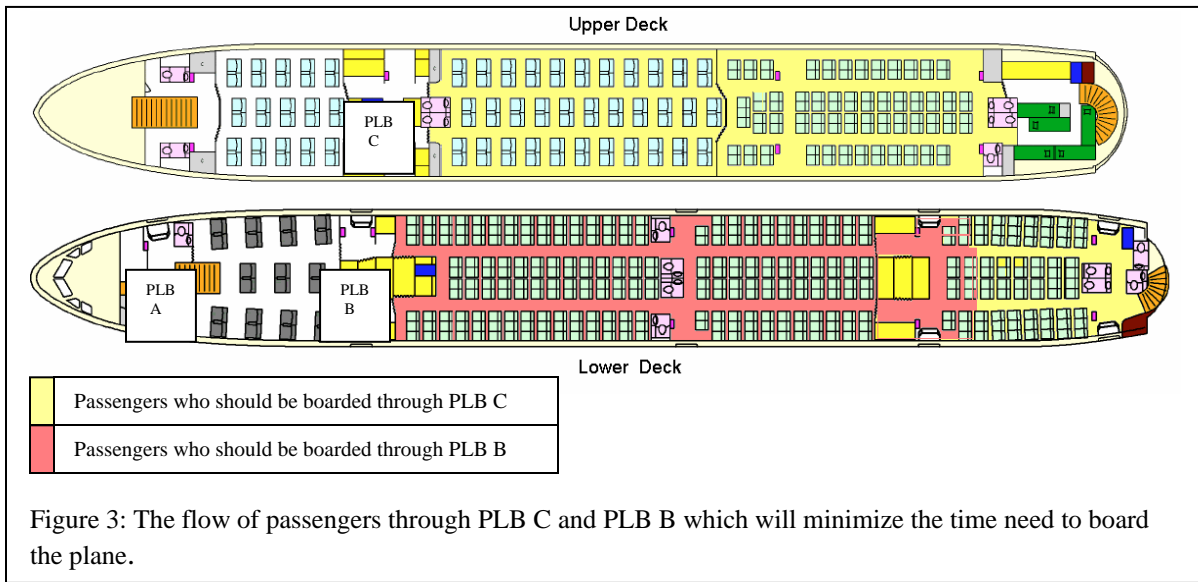 Upper Deck
PLB
C
PLB
A
PLB
B
Lower Deck
Passengers who should be boarded through PLB C
Passengers who should be boarded through PLB B
Figure 3: The flow of passengers through PLB C and PLB B which will minimize the time need to board
the plane.